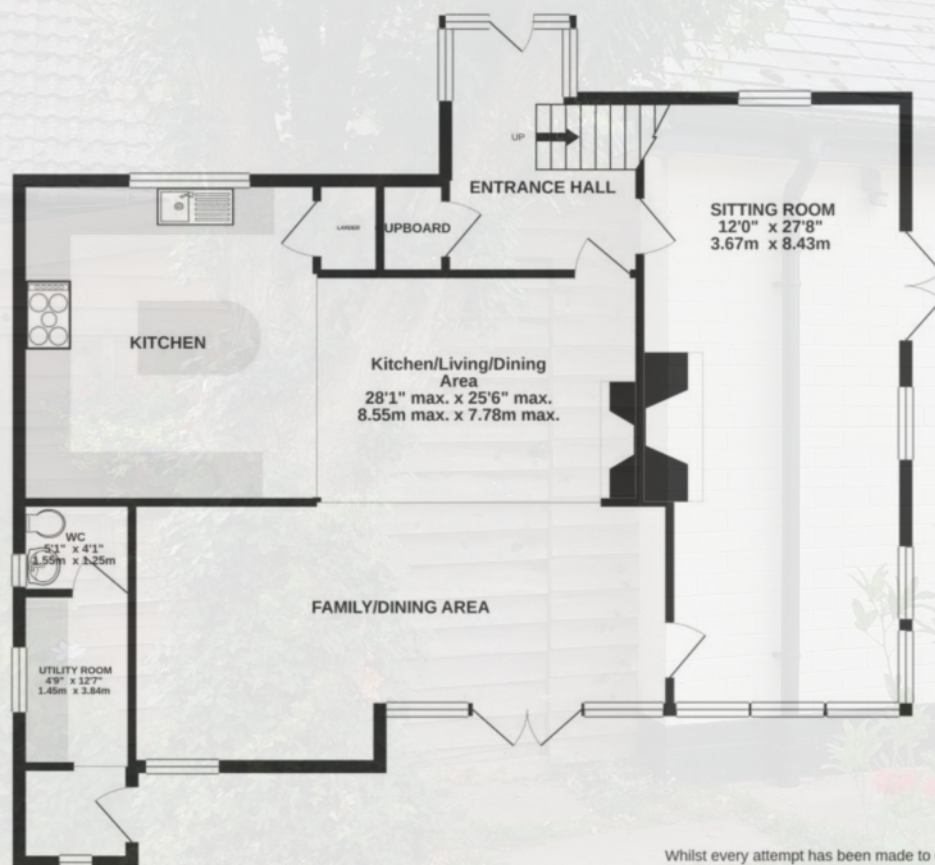 UP
ENTRANCE HALL
SITTING ROOM
12'0" x 27'8"
3.67m x 8.43m
LARDER
UPBOARD
KITCHEN
Kitchen/Living/Dining
Area
28'1" max. x 25'6" max.
8.55m max. x 7.78m max.
WC
5'1" x 4'1"
1.55m x 1.25m
FAMILY/DINING AREA
UTILITY ROOM
4'9" x 12'7"
1.45m x 3.84m
Whilst every attempt has been made to